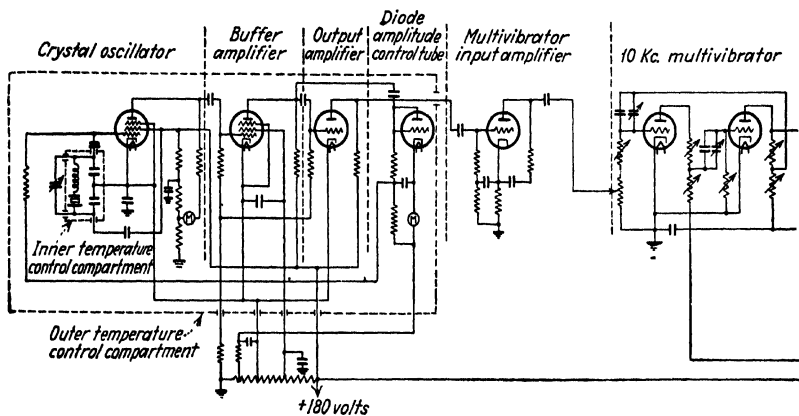 Crystal oscillator
Buffer
amplifier
Output
amplifier
Diode
amplitude
control tube
Multivibrator
input amplifier
10 Kc. multivibrator
M
M
Inner temperature
control compartment
Outer temperature-
control compartment
+180 volts